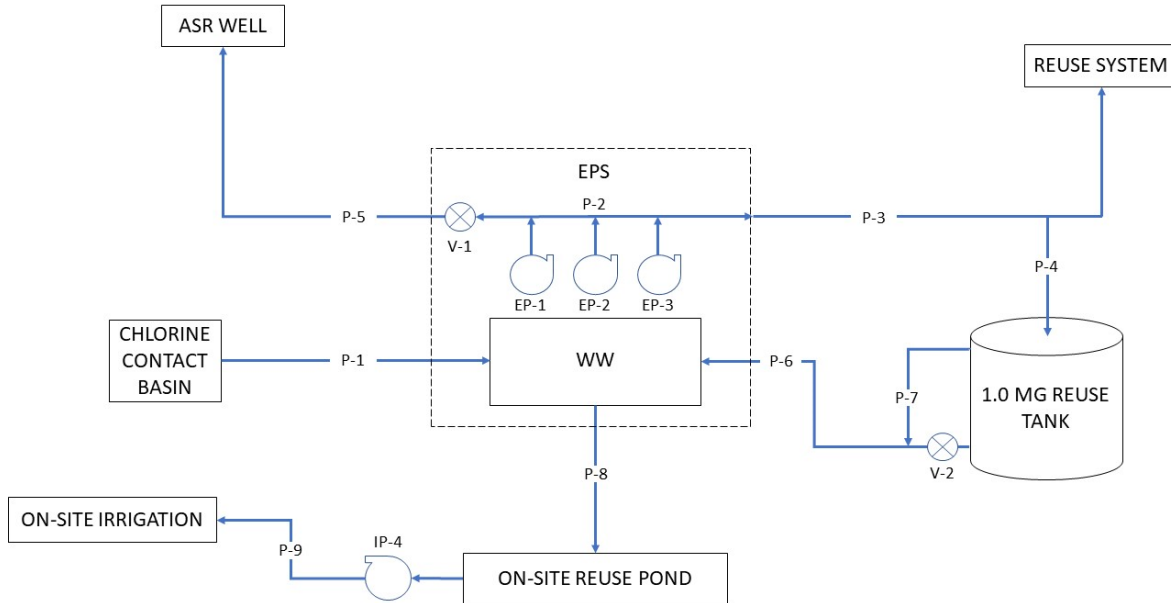 ASR WELL
REUSE SYSTEM
EPS
P-5
P-2
P-3
V-1
P-4
EP-1
EP-2
EP-3
CHLORINE
CONTACT
BASIN
P-1
WW
P-6
P-7
1.0 MG REUSE
TANK
V-2
P-8
ON-SITE IRRIGATION
P-9
IP-4
ON-SITE REUSE POND